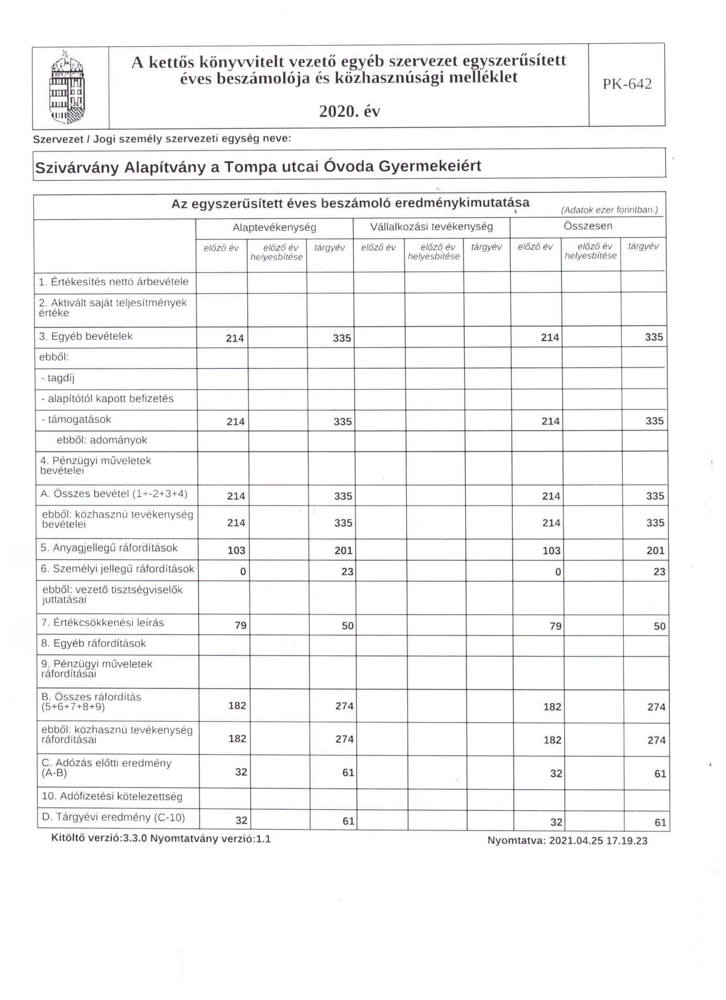 A kettős könyvvitelt vezető egyéb szervezet egyszerűsített
éves beszámolója és közhasznúsági melléklet
2020. év
PK-642
Szervezet / Jogi személy szervezeti egység neve:
Szivárvány Alapítvány a Tompa utcai Óvoda Gyermekeiért
Az egyszerűsített éves beszámoló eredménykimutatása
(Adatok ezer forintban.)
Alaptevékenység Vállalkozási tevékenység Összesen
előző év előző év helyesbítése tárgyév előző év előző év helyesbítése tárgyév előző év előző év helyesbítése tárgyév
1. Értékesítés nettó árbevétele
2. Aktivált saját teljesítmények
értéke
3. Egyéb bevételek 214 335 214 335
ebből:
- tagdíj
- alapítótól kapott befizetés
- támogatások 214 335 214 335
ebből: adományok
4. Pénzügyi műveletek
bevételei
A. Összes bevétel (1+-2+3+4) 214 335 214 335
ebből: közhasznú tevékenység
bevételei 214 335 214 335
5. Anyagjellegű ráfordítások 103 201 103 201
6. Személyi jellegű ráfordítások 0 23 0 23
ebből: vezető tisztségviselők
juttatásai
7. Értékcsökkenési leírás 79 50 79 50
8. Egyéb ráfordítások
9. Pénzügyi műveletek
ráfordításai
B. Összes ráfordítás
(5+6+7+8+9) 182 274 182 274
ebből: közhasznú tevékenység
ráfordításai 182 274 182 274
C. Adózás előtti eredmény
(A-B) 32 61 32 61
10. Adófizetési kötelezettség
D. Tárgyévi eredmény (C-10) 32 61 32 61
Kitöltő verzió:3.3.0 Nyomtatvány verzió:1.1
Nyomtatva: 2021.04.25 17.19.23